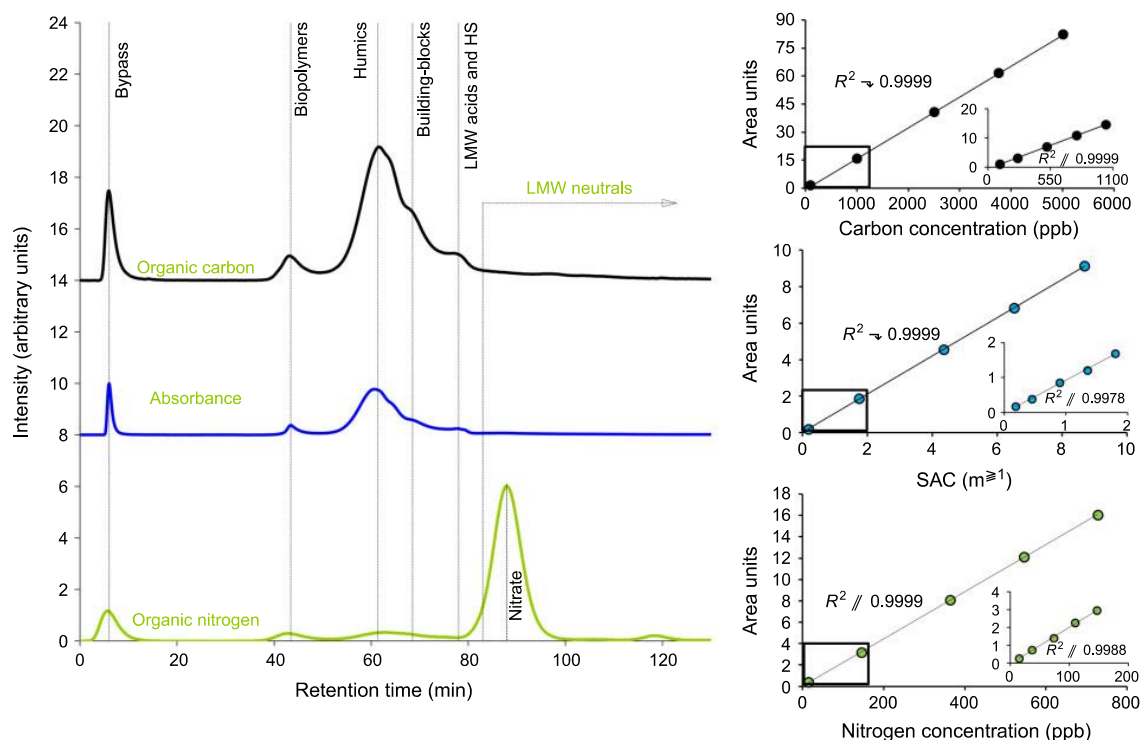 24
22
20
18
16
14
12
10
8
6
4
2
0
Intensity (arbitrary units)
Bypass
Biopolymers
Humics
Building-blocks
LMW acids and HS
LMW neutrals
Organic carbon
Absorbance
Organic nitrogen
Nitrate
0 20 40 60 80 100 120
Retention time (min)
90
75
60
45
30
15
0
Area units
R² ⬎ 0.9999
20
10
0
R² // 0.9999
0 550 1100
0 1000 2000 3000 4000 5000 6000
Carbon concentration (ppb)
10
8
6
4
2
0
Area units
R² ⬎ 0.9999
2
1
0
R² // 0.9978
0 1 2
0 2 4 6 8 10
SAC (m≧1)
18
16
14
12
10
8
6
4
2
0
Area units
R² // 0.9999
4
3
2
1
0
R² // 0.9988
0 100 200
0 200 400 600 800
Nitrogen concentration (ppb)